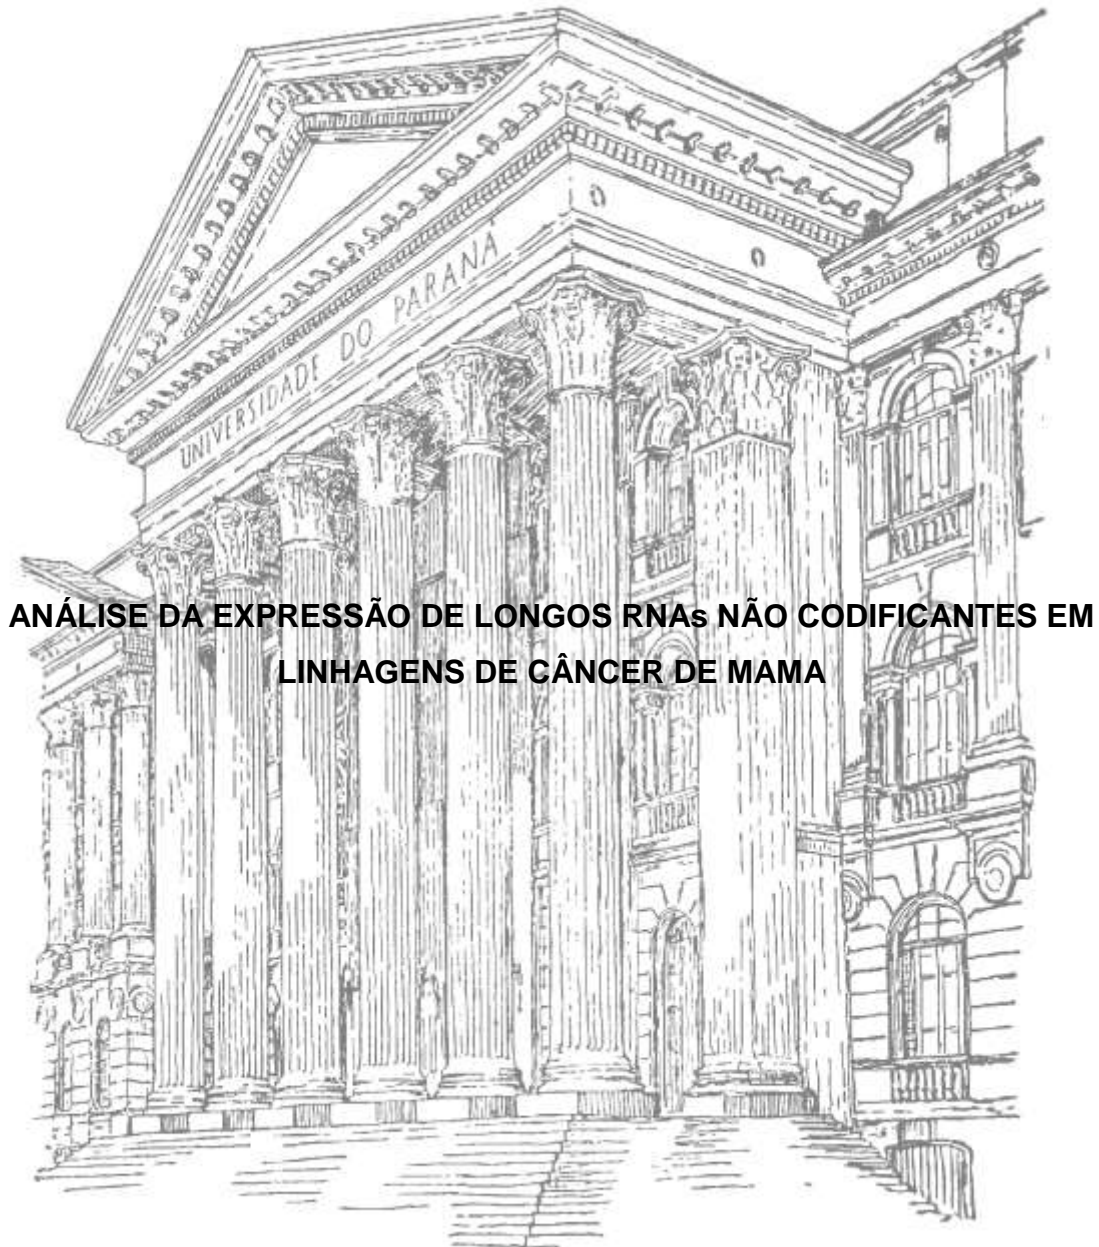 UNIVERSIDADE DO PARANÁ
ANÁLISE DA EXPRESSÃO DE LONGOS RNAs NÃO CODIFICANTES EM
LINHAGENS DE CÂNCER DE MAMA